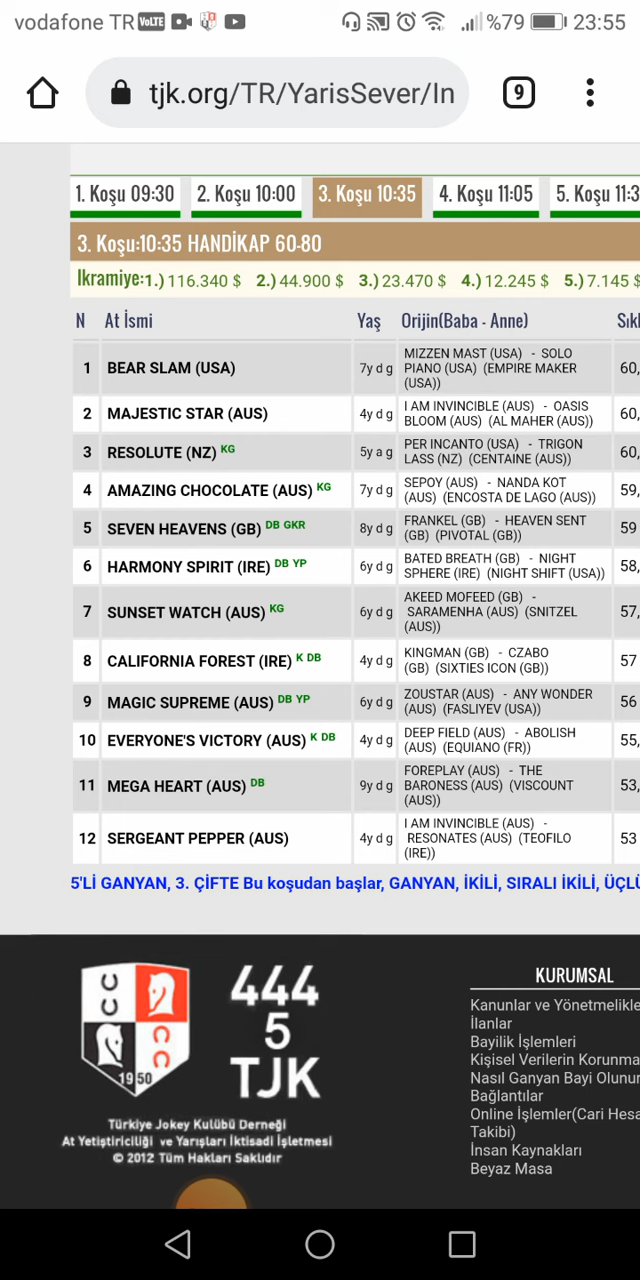 vodafone TR VoLTE %79 23:55
tjk.org/TR/YarisSever/In 9
1. Koşu 09:30 2. Koşu 10:00 3. Koşu 10:35 4. Koşu 11:05 5. Koşu 11:3
3. Koşu:10:35 HANDİKAP 60-80
İkramiye:1.) 116.340 $ 2.) 44.900 $ 3.) 23.470 $ 4.) 12.245 $ 5.) 7.145 $
N At İsmi Yaş Orijin(Baba - Anne) Sıkl
1 BEAR SLAM (USA) 7y d g MIZZEN MAST (USA) - SOLO
PIANO (USA) (EMPIRE MAKER
(USA)) 60,
2 MAJESTIC STAR (AUS) 4y d g I AM INVINCIBLE (AUS) - OASIS
BLOOM (AUS) (AL MAHER (AUS)) 60,
3 RESOLUTE (NZ) KG 5y a g PER INCANTO (USA) - TRIGON
LASS (NZ) (CENTAINE (AUS)) 60,
4 AMAZING CHOCOLATE (AUS) KG 7y d g SEPOY (AUS) - NANDA KOT
(AUS) (ENCOSTA DE LAGO (AUS)) 59,
5 SEVEN HEAVENS (GB) DB GKR 8y d g FRANKEL (GB) - HEAVEN SENT
(GB) (PIVOTAL (GB)) 59
6 HARMONY SPIRIT (IRE) DB YP 6y d g BATED BREATH (GB) - NIGHT
SPHERE (IRE) (NIGHT SHIFT (USA)) 58,
7 SUNSET WATCH (AUS) KG 6y d g AKEED MOFEED (GB) -
SARAMENHA (AUS) (SNITZEL
(AUS)) 57,
8 CALIFORNIA FOREST (IRE) K DB 4y d g KINGMAN (GB) - CZABO
(GB) (SIXTIES ICON (GB)) 57
9 MAGIC SUPREME (AUS) DB YP 6y d g ZOUSTAR (AUS) - ANY WONDER
(AUS) (FASLIYEV (USA)) 56
10 EVERYONE'S VICTORY (AUS) K DB 4y d g DEEP FIELD (AUS) - ABOLISH
(AUS) (EQUIANO (FR)) 55,
11 MEGA HEART (AUS) DB 9y d g FOREPLAY (AUS) - THE
BARONESS (AUS) (VISCOUNT
(AUS)) 53,
12 SERGEANT PEPPER (AUS) 4y d g I AM INVINCIBLE (AUS) -
RESONATES (AUS) (TEOFILO
(IRE)) 53
5'Lİ GANYAN, 3. ÇİFTE Bu koşudan başlar, GANYAN, İKİLİ, SIRALI İKİLİ, ÜÇLÜ
1950
444
5
TJK
Türkiye Jokey Kulübü Derneği
At Yetiştiriciliği ve Yarışları İktisadi İşletmesi
© 2012 Tüm Hakları Saklıdır
KURUMSAL
Kanunlar ve Yönetmelikle
İlanlar
Bayilik İşlemleri
Kişisel Verilerin Korunma
Nasıl Ganyan Bayi Olunur
Bağlantılar
Online İşlemler(Cari Hesa
Takibi)
İnsan Kaynakları
Beyaz Masa